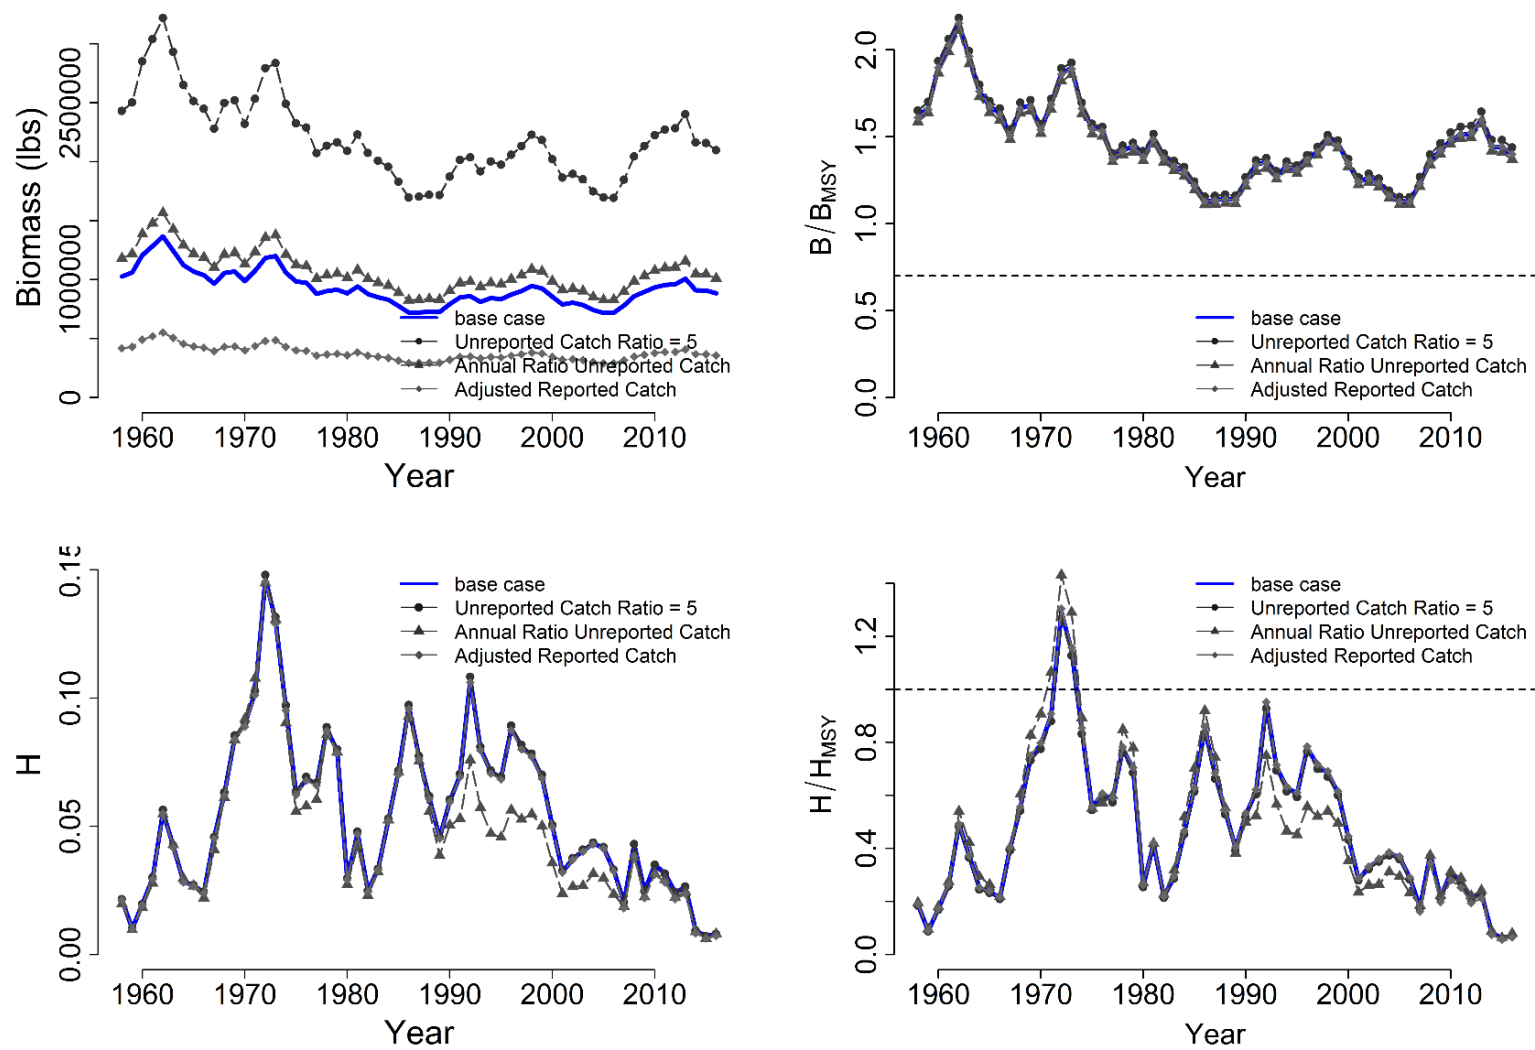 Biomass (lbs)
0 1000000 2500000
base case
Unreported Catch Ratio = 5
Annual Ratio Unreported Catch
Adjusted Reported Catch
1960 1970 1980 1990 2000 2010
Year
B/BMSY
0.0 0.5 1.0 1.5 2.0
base case
Unreported Catch Ratio = 5
Annual Ratio Unreported Catch
Adjusted Reported Catch
1960 1970 1980 1990 2000 2010
Year
H
0.00 0.05 0.10 0.15
base case
Unreported Catch Ratio = 5
Annual Ratio Unreported Catch
Adjusted Reported Catch
1960 1970 1980 1990 2000 2010
Year
H/HMSY
0.0 0.4 0.8 1.2
base case
Unreported Catch Ratio = 5
Annual Ratio Unreported Catch
Adjusted Reported Catch
1960 1970 1980 1990 2000 2010
Year